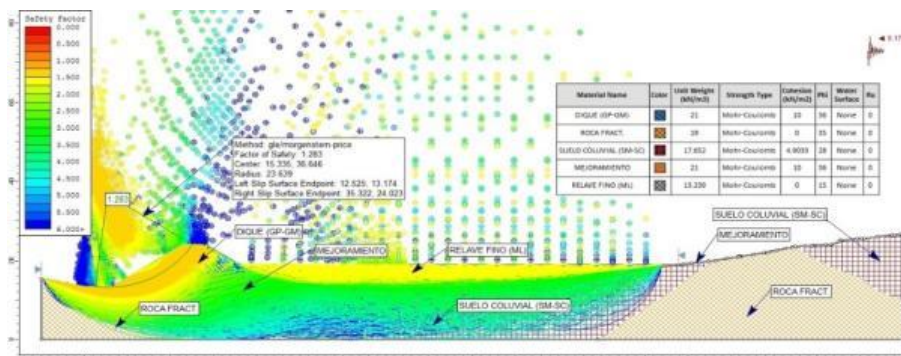 Safety Factor
0.000
0.500
1.000
1.500
2.000
2.500
3.000
3.500
4.000
4.500
5.000
5.500
6.000+
Method: gle/morgenstern-price
Factor of Safety: 1.283
Center: 15.335, 36.646
Radius: 23.639
Left Slip Surface Endpoint: 12.525, 13.174
Right Slip Surface Endpoint: 35.322, 24.023
1.283
Material Name Color Unit Weight (kN/m3) Strength Type Cohesion (kN/m2) Phi Water Surface Ru
DIQUE (GP-GM) 21 Mohr-Coulomb 10 36 None 0
ROCA FRACT. Mohr-Coulomb 0 35 None 0
SUELO COLUVIAL (SM-SC) 17.652 Mohr-Coulomb 4.9033 28 None 0
MEJORAMIENTO 21 Mohr-Coulomb 10 36 None 0
RELAVE FINO (ML) Mohr-Coulomb 0 15 None 0
SUELO COLUVIAL (SM-SC)
MEJORAMIENTO
DIQUE (GP-GM)
MEJORAMIENTO
RELAVE FINO (ML)
ROCA FRACT
SUELO COLUVIAL (SM-SC)
ROCA FRACT